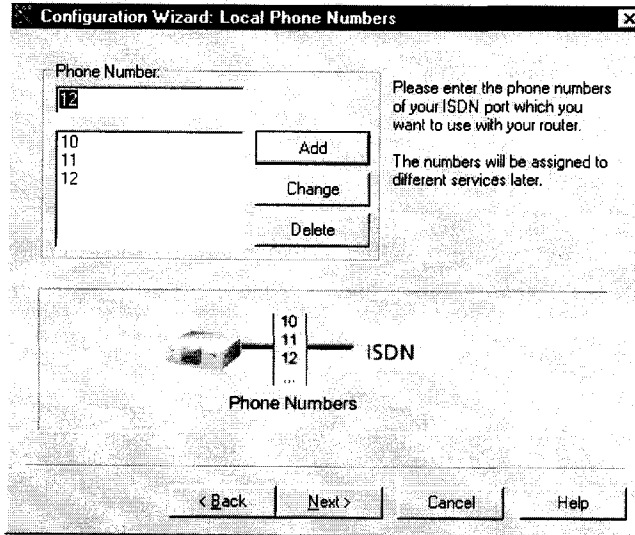 Configuration Wizard: Local Phone Numbers
Phone Number:
12
10
11
12
Add
Change
Delete
Please enter the phone numbers
of your ISDN port which you
want to use with your router.
The numbers will be assigned to
different services later.
10
11
12
...
ISDN
Phone Numbers
< Back
Next >
Cancel
Help